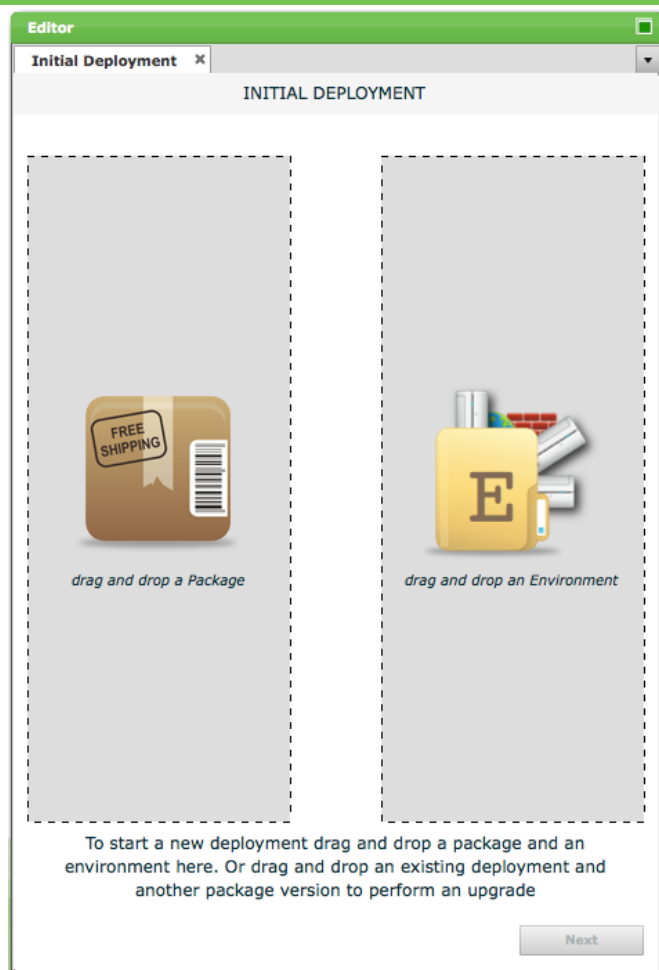 Editor
Initial Deployment ×
INITIAL DEPLOYMENT
FREE
SHIPPING
E
drag and drop a Package
drag and drop an Environment
To start a new deployment drag and drop a package and an
environment here. Or drag and drop an existing deployment and
another package version to perform an upgrade
Next